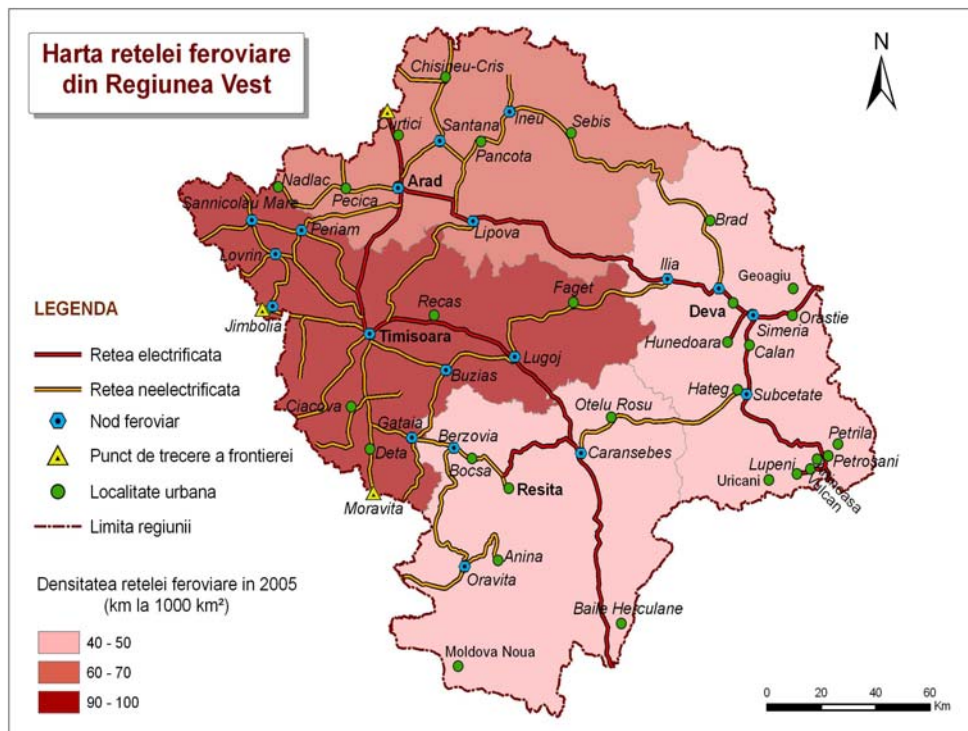 Harta retelei feroviare
din Regiunea Vest
N
Chisineu-Cris
Curtici
Santana
Ineu
Sebis
Pancota
Nadlac
Pecica
Arad
Sannicolau Mare
Periam
Lipova
Brad
Lovrin
Ilia
Geoagiu
Faget
Recas
Deva
Orastie
Simeria
Jimbolia
Timisoara
Hunedoara
Calan
Lugoj
Buzias
Hateg
Subcetate
Ciacova
Otelu Rosu
Gataia
Berzovia
Petrila
Deta
Bocsa
Caransebes
Lupeni
Petrosani
Uricani
Vulcan
Resita
Moravita
Anina
Oravita
Baile Herculane
Moldova Noua
LEGENDA
Retea electrificata
Retea neelectrificata
Nod feroviar
Punct de trecere a frontierei
Localitate urbana
Limita regiunii
Densitatea retelei feroviare in 2005
(km la 1000 km²)
40 - 50
60 - 70
90 - 100
0 20 40 60
Km